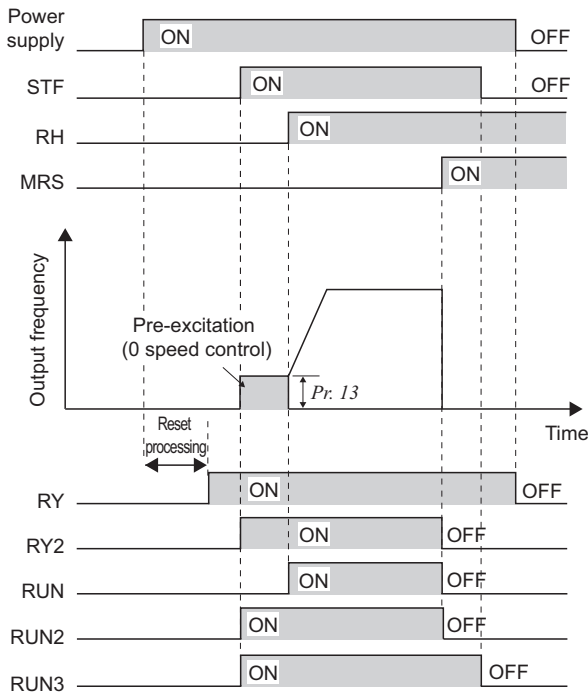 Power
supply
ON
OFF
STF
ON
OFF
RH
ON
MRS
ON
Output frequency
Pre-excitation
(0 speed control)
Pr. 13
Time
Reset
processing
RY
ON
OFF
RY2
ON
OFF
RUN
ON
OFF
RUN2
ON
OFF
RUN3
ON
OFF